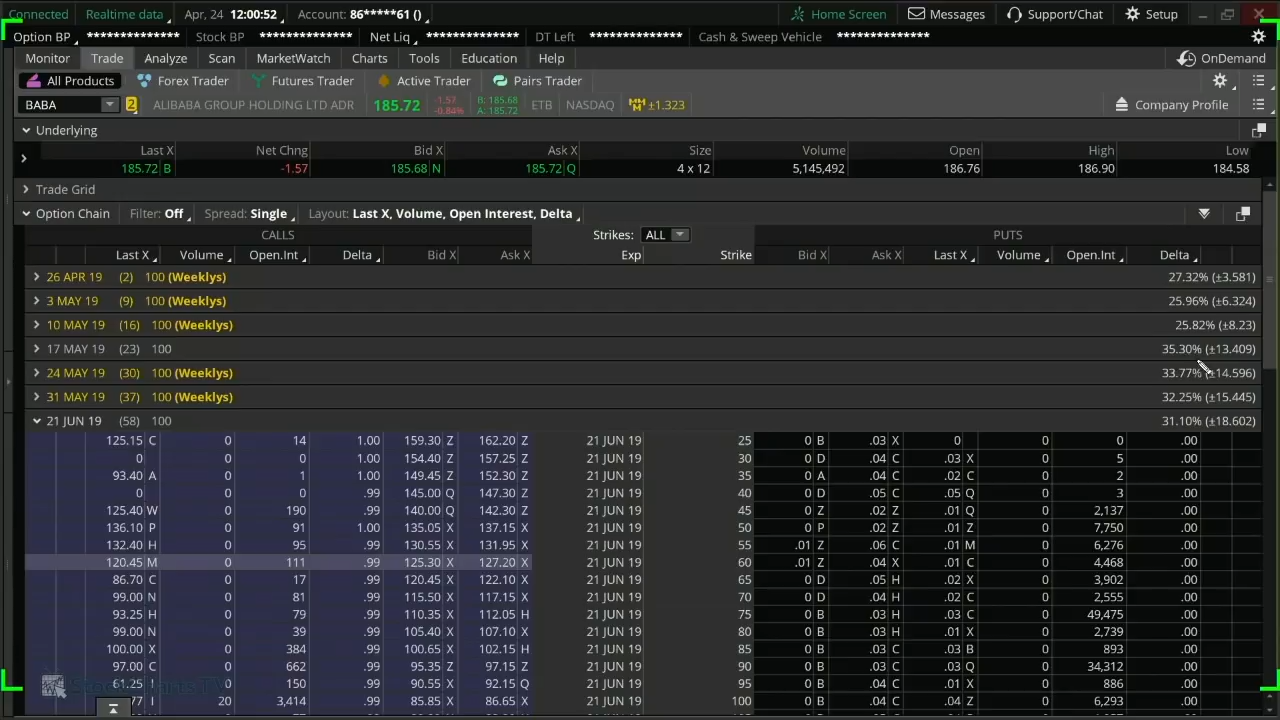 Connected Realtime data Apr, 24 12:00:52 Account: 86*****61 () Home Screen Messages Support/Chat Setup
Option BP ************** Stock BP ************** Net Liq ************** DT Left ************** Cash & Sweep Vehicle **************
Monitor Trade Analyze Scan MarketWatch Charts Tools Education Help OnDemand
All Products Forex Trader Futures Trader Active Trader Pairs Trader
BABA 2 ALIBABA GROUP HOLDING LTD ADR 185.72 -1.57 -0.84% B: 185.68 A: 185.72 ETB NASDAQ ±1.323 Company Profile
Underlying
Last X Net Chng Bid X Ask X Size Volume Open High Low
185.72 B -1.57 185.68 N 185.72 Q 4 x 12 5,145,492 186.76 186.90 184.58
Trade Grid
Option Chain Filter: Off Spread: Single Layout: Last X, Volume, Open Interest, Delta
CALLS Strikes: ALL PUTS
Last X Volume Open.Int Delta Bid X Ask X Exp Strike Bid X Ask X Last X Volume Open.Int Delta
26 APR 19 (2) 100 (Weeklys) 27.32% (±3.581)
3 MAY 19 (9) 100 (Weeklys) 25.96% (±6.324)
10 MAY 19 (16) 100 (Weeklys) 25.82% (±8.23)
17 MAY 19 (23) 100 35.30% (±13.409)
24 MAY 19 (30) 100 (Weeklys) 33.77% (±14.596)
31 MAY 19 (37) 100 (Weeklys) 32.25% (±15.445)
21 JUN 19 (58) 100 31.10% (±18.602)
125.15 C 0 14 1.00 159.30 Z 162.20 Z 21 JUN 19 25 0 B .03 X 0 0 0 .00
0 0 0 1.00 154.40 Z 157.25 Z 21 JUN 19 30 0 D .04 C .03 X 0 5 .00
93.40 A 0 1 1.00 149.45 Z 152.30 Z 21 JUN 19 35 0 A .04 C .02 C 0 2 .00
0 0 0 .99 145.00 Q 147.30 Z 21 JUN 19 40 0 D .05 C .05 Q 0 3 .00
125.40 W 0 190 .99 140.00 Q 142.30 Z 21 JUN 19 45 0 Z .02 Z .01 Q 0 2,137 .00
136.10 P 0 91 1.00 135.05 X 137.15 X 21 JUN 19 50 0 P .02 Z .01 Z 0 7,750 .00
132.40 H 0 95 .99 130.55 X 131.95 X 21 JUN 19 55 .01 Z .06 C .01 M 0 6,276 .00
120.45 M 0 111 .99 125.30 X 127.20 X 21 JUN 19 60 .01 Z .04 X .01 C 0 4,468 .00
86.70 C 0 17 .99 120.45 X 122.10 X 21 JUN 19 65 0 D .05 H .02 X 0 3,902 .00
99.00 N 0 81 .99 115.50 X 117.15 X 21 JUN 19 70 0 D .04 H .02 C 0 2,555 .00
93.25 H 0 79 .99 110.35 X 112.05 H 21 JUN 19 75 0 B .03 H .03 C 0 49,475 .00
99.00 N 0 39 .99 105.40 X 107.10 X 21 JUN 19 80 0 B .03 H .01 X 0 2,739 .00
100.00 X 0 384 .99 100.65 X 102.15 H 21 JUN 19 85 0 B .03 C .03 B 0 893 .00
97.00 C 0 662 .99 95.35 Z 97.15 Z 21 JUN 19 90 0 B .03 C .03 Q 0 34,312 .00
61.25 X 0 150 .99 90.55 X 92.15 Q 21 JUN 19 95 0 B .04 C .01 X 0 886 .00
77 I 20 3,414 .99 85.85 X 86.65 X 21 JUN 19 100 0 B .04 C .04 Z 0 6,293 .00